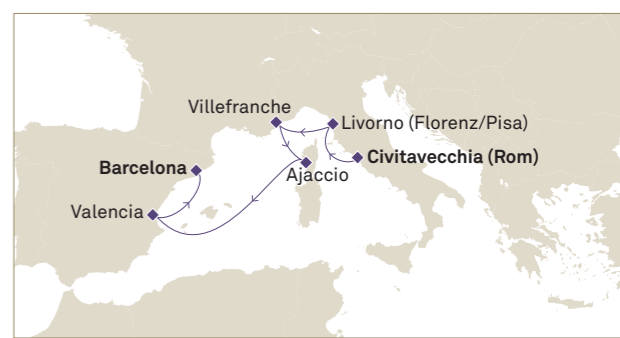 Villefranche
Livorno (Florenz/Pisa)
Civitavecchia (Rom)
Barcelona
Ajaccio
Valencia